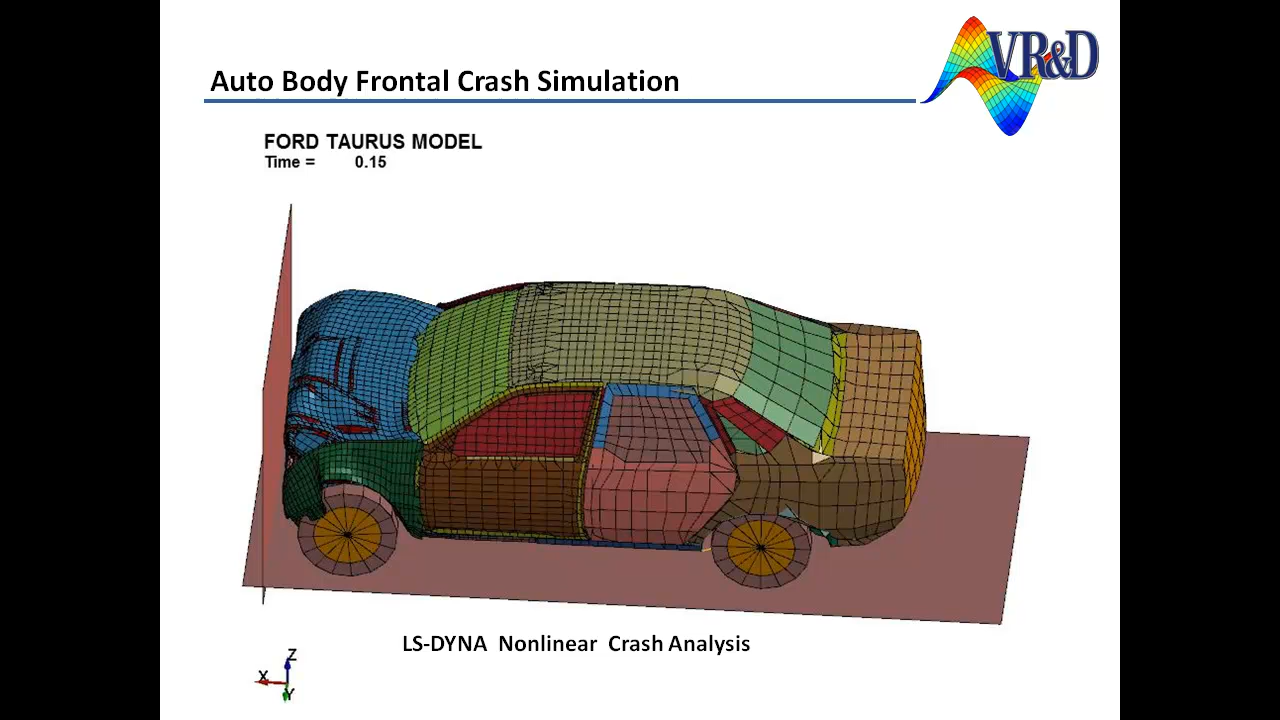 VR&D
Auto Body Frontal Crash Simulation
FORD TAURUS MODEL
Time = 0.15
LS-DYNA Nonlinear Crash Analysis
Z
X
Y